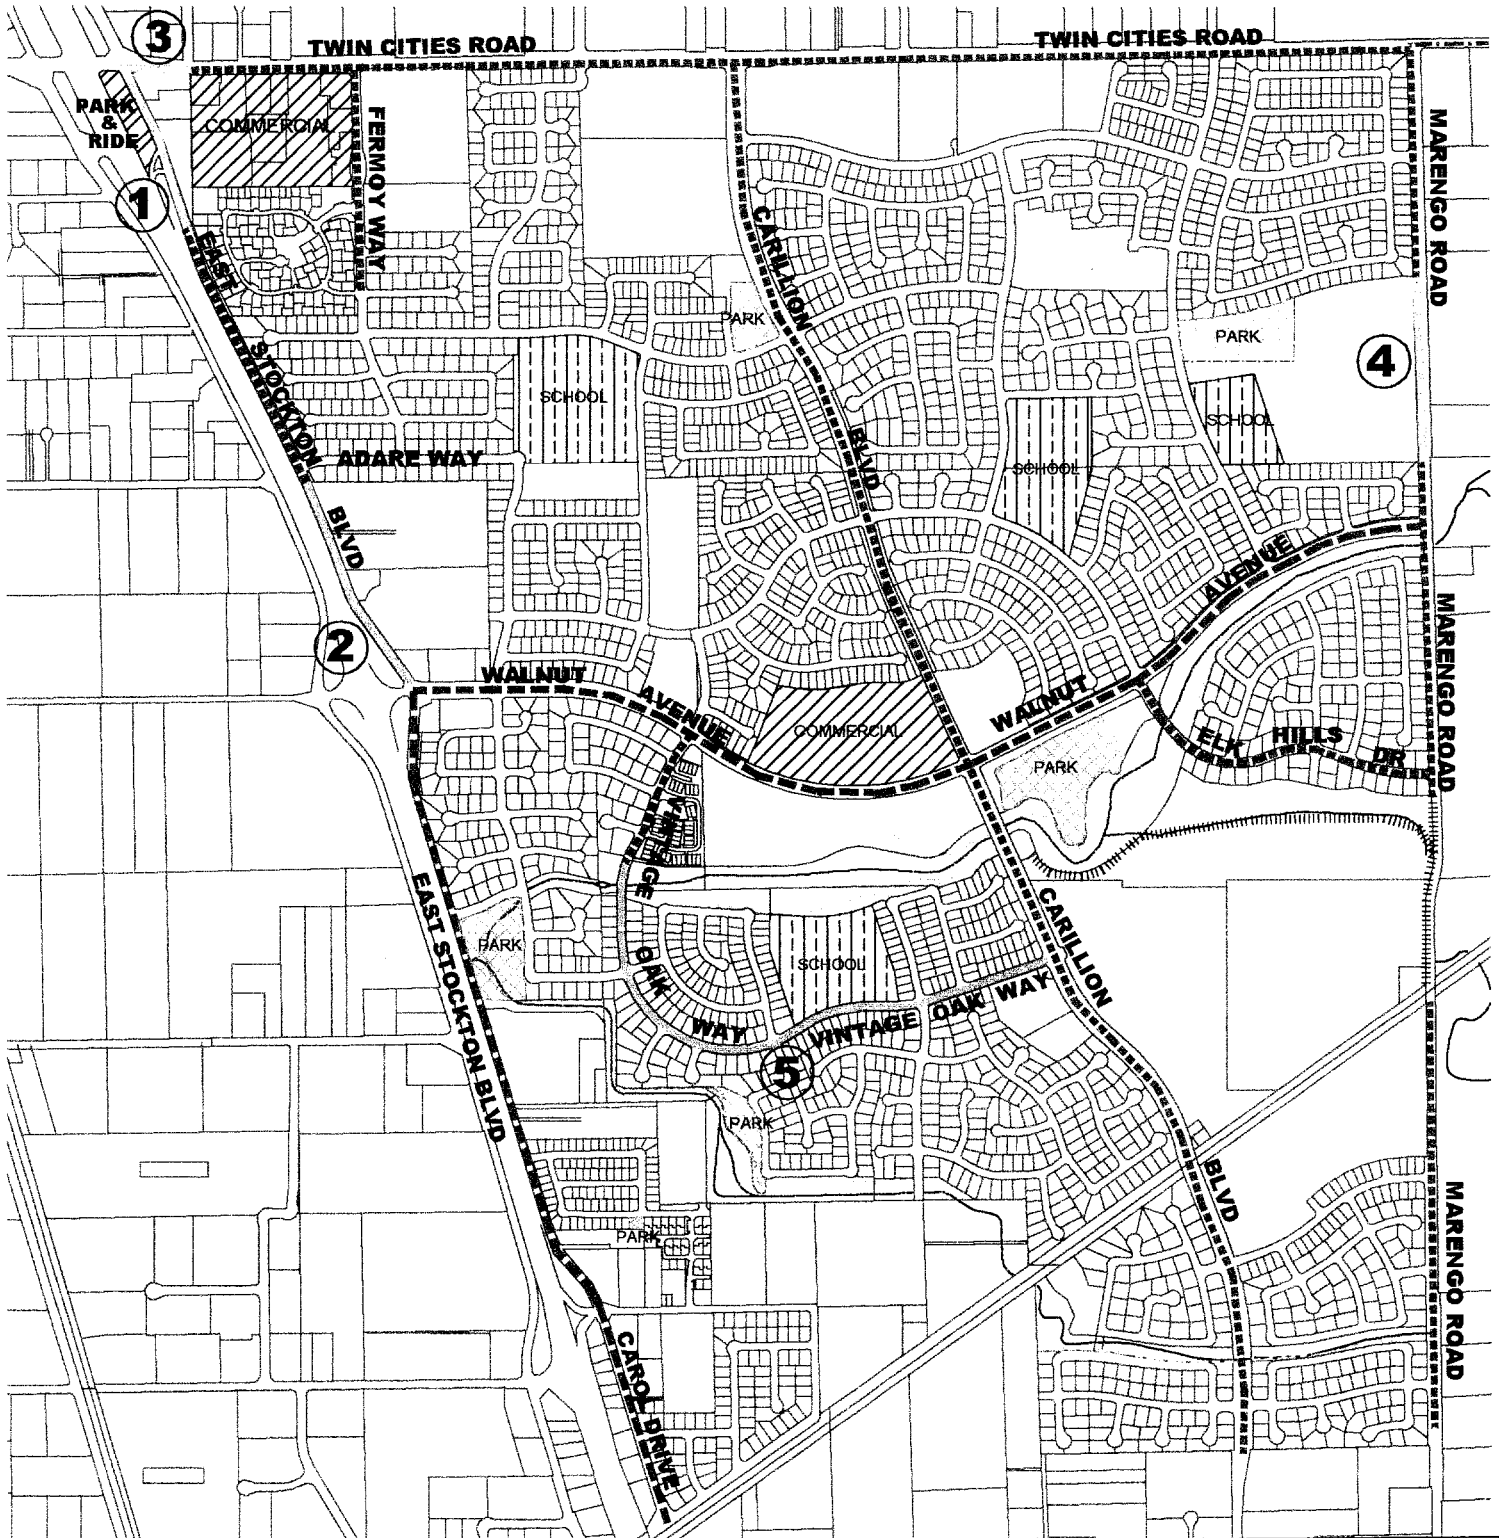 3
TWIN CITIES ROAD
TWIN CITIES ROAD
PARK
&
RIDE
COMMERCIAL
FERMOY WAY
MARENGO ROAD
1
EAST
STOCKTON
BLVD
CARILLION
BLVD
PARK
PARK
4
SCHOOL
SCHOOL
SCHOOL
ADARE WAY
2
WALNUT
AVENUE
COMMERCIAL
WALNUT
AVENUE
MARENGO ROAD
ELK HILLS DR
PARK
VINTAGE
OAK
WAY
EAST STOCKTON BLVD
PARK
SCHOOL
CARILLION
BLVD
VINTAGE OAK WAY
5
PARK
PARK
MARENGO ROAD
CAROL DRIVE